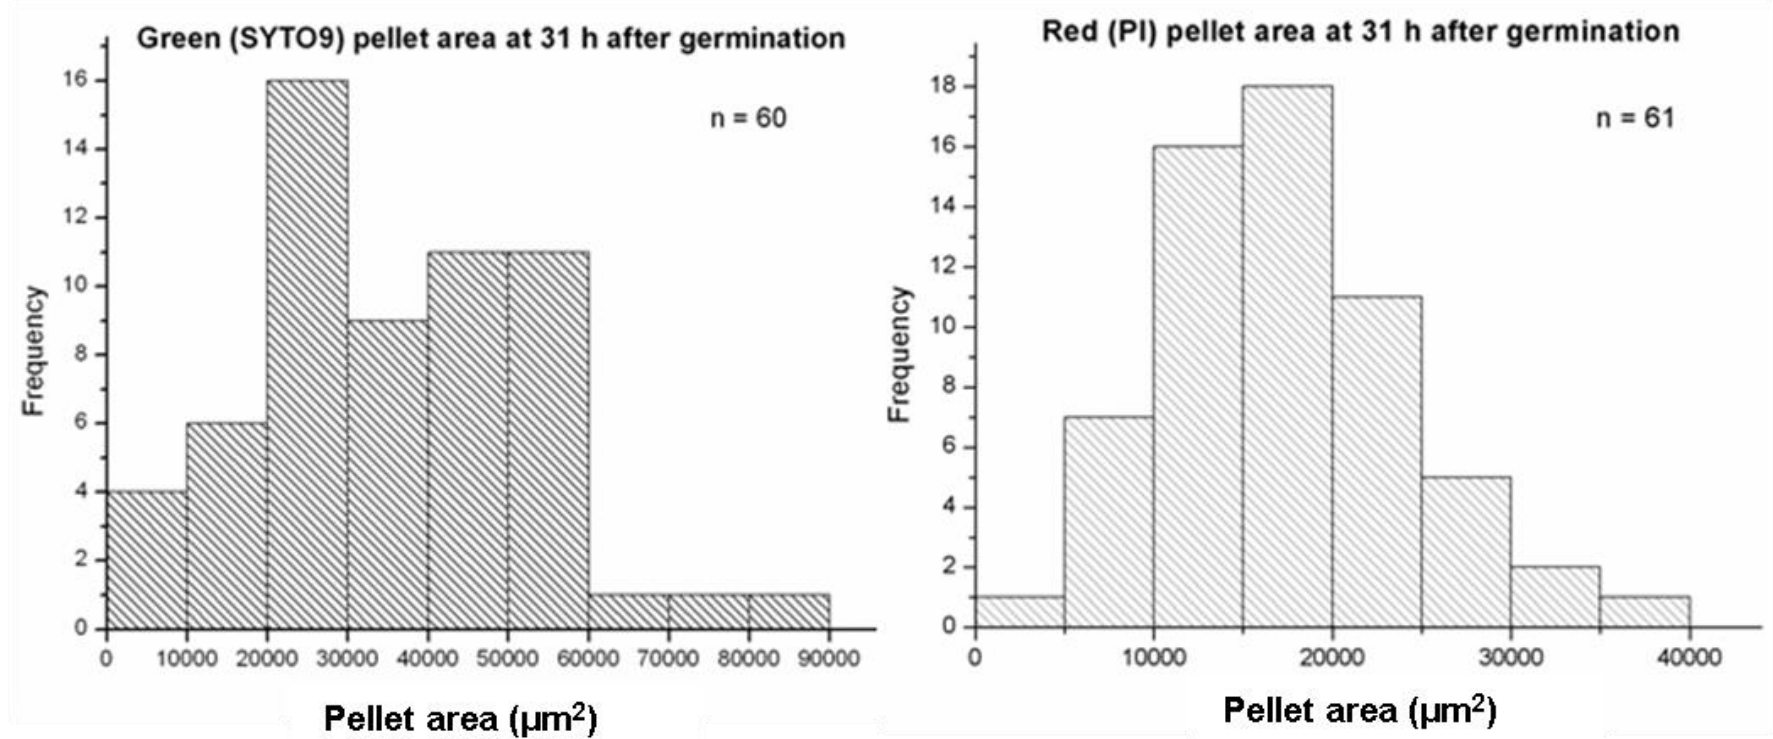 Green (SYTO9) pellet area at 31 h after germination
n = 60
Frequency
16
14
12
10
8
6
4
2
0
0 10000 20000 30000 40000 50000 60000 70000 80000 90000
Pellet area (µm²)
Red (PI) pellet area at 31 h after germination
n = 61
Frequency
18
16
14
12
10
8
6
4
2
0
0 10000 20000 30000 40000
Pellet area (µm²)